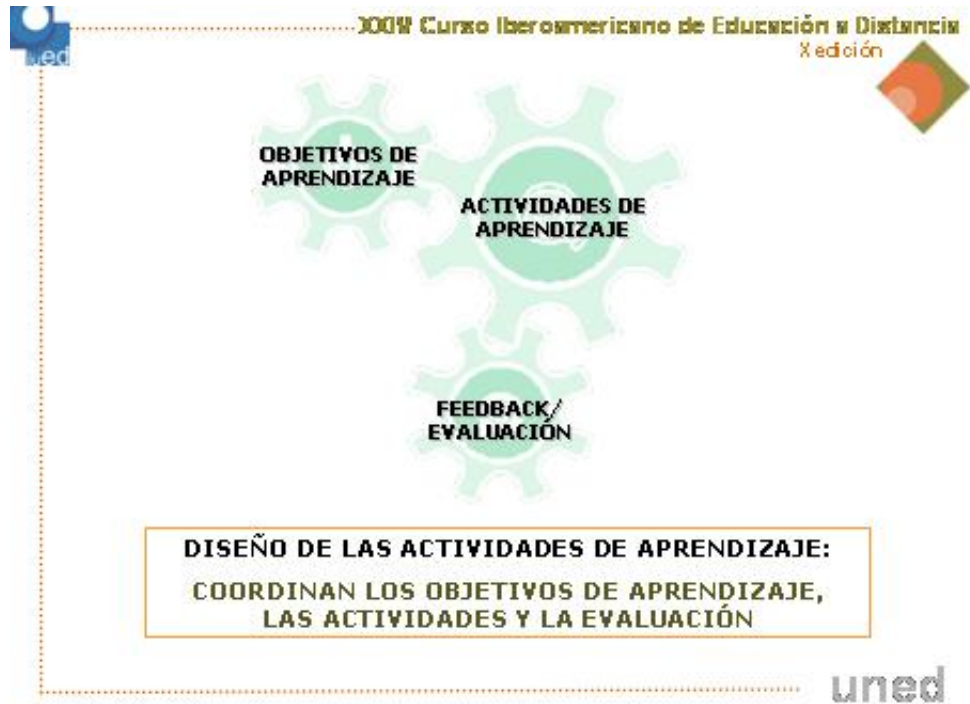 XXIV Curso Iberoamericano de Educación a Distancia
X edición
uned
OBJETIVOS DE
APRENDIZAJE
ACTIVIDADES DE
APRENDIZAJE
FEEDBACK/
EVALUACIÓN
DISEÑO DE LAS ACTIVIDADES DE APRENDIZAJE:
COORDINAN LOS OBJETIVOS DE APRENDIZAJE,
LAS ACTIVIDADES Y LA EVALUACIÓN
uned